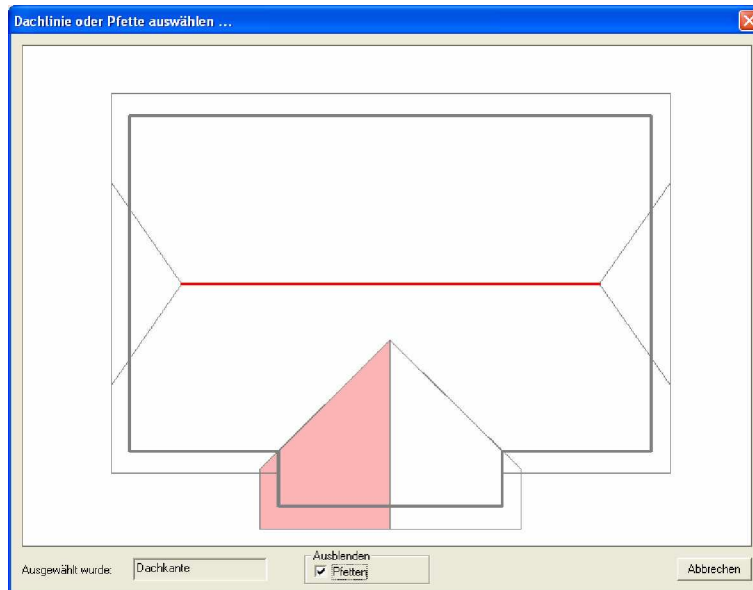 Dachlinie oder Pfette auswählen ...
Ausgewählt wurde: Dachkante
Ausblenden
Pfetten
Abbrechen